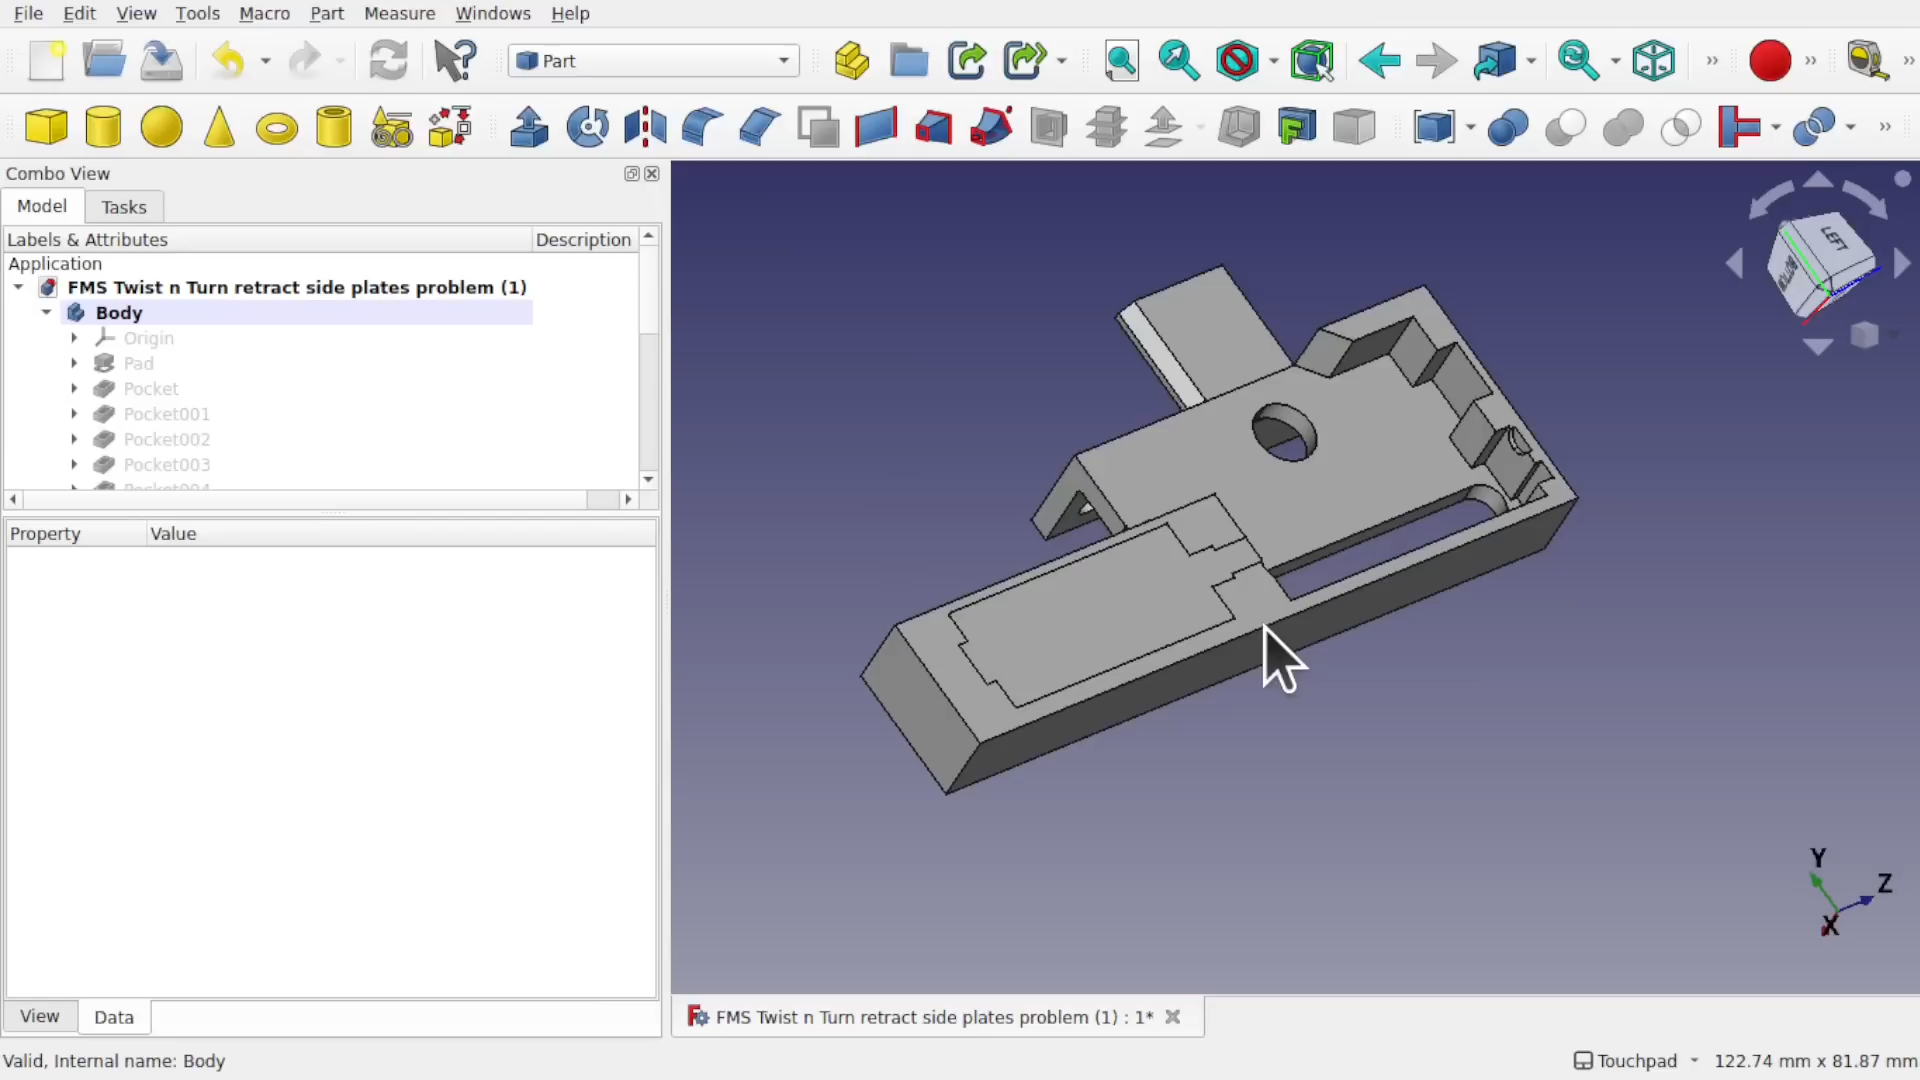 File Edit View Tools Macro Part Measure Windows Help
Part
Combo View
Model Tasks
Labels & Attributes Description
Application
FMS Twist n Turn retract side plates problem (1)
Body
Origin
Pad
Pocket
Pocket001
Pocket002
Pocket003
Pocket004
Property Value
LEFT
Y
Z
X
View Data
FMS Twist n Turn retract side plates problem (1) : 1*
Valid, Internal name: Body
Touchpad 122.74 mm x 81.87 mm